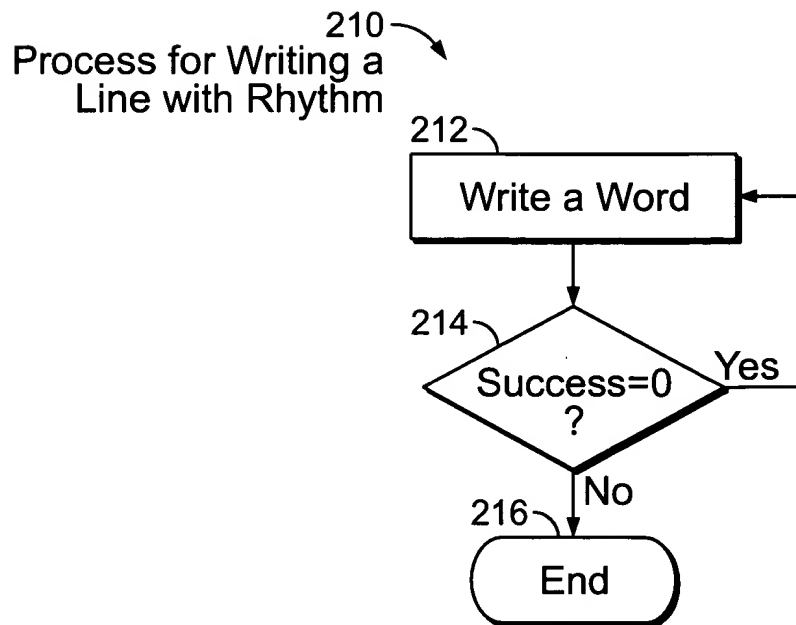 210
Process for Writing a
Line with Rhythm
212
Write a Word
214
Success=0
?
Yes
No
216
End